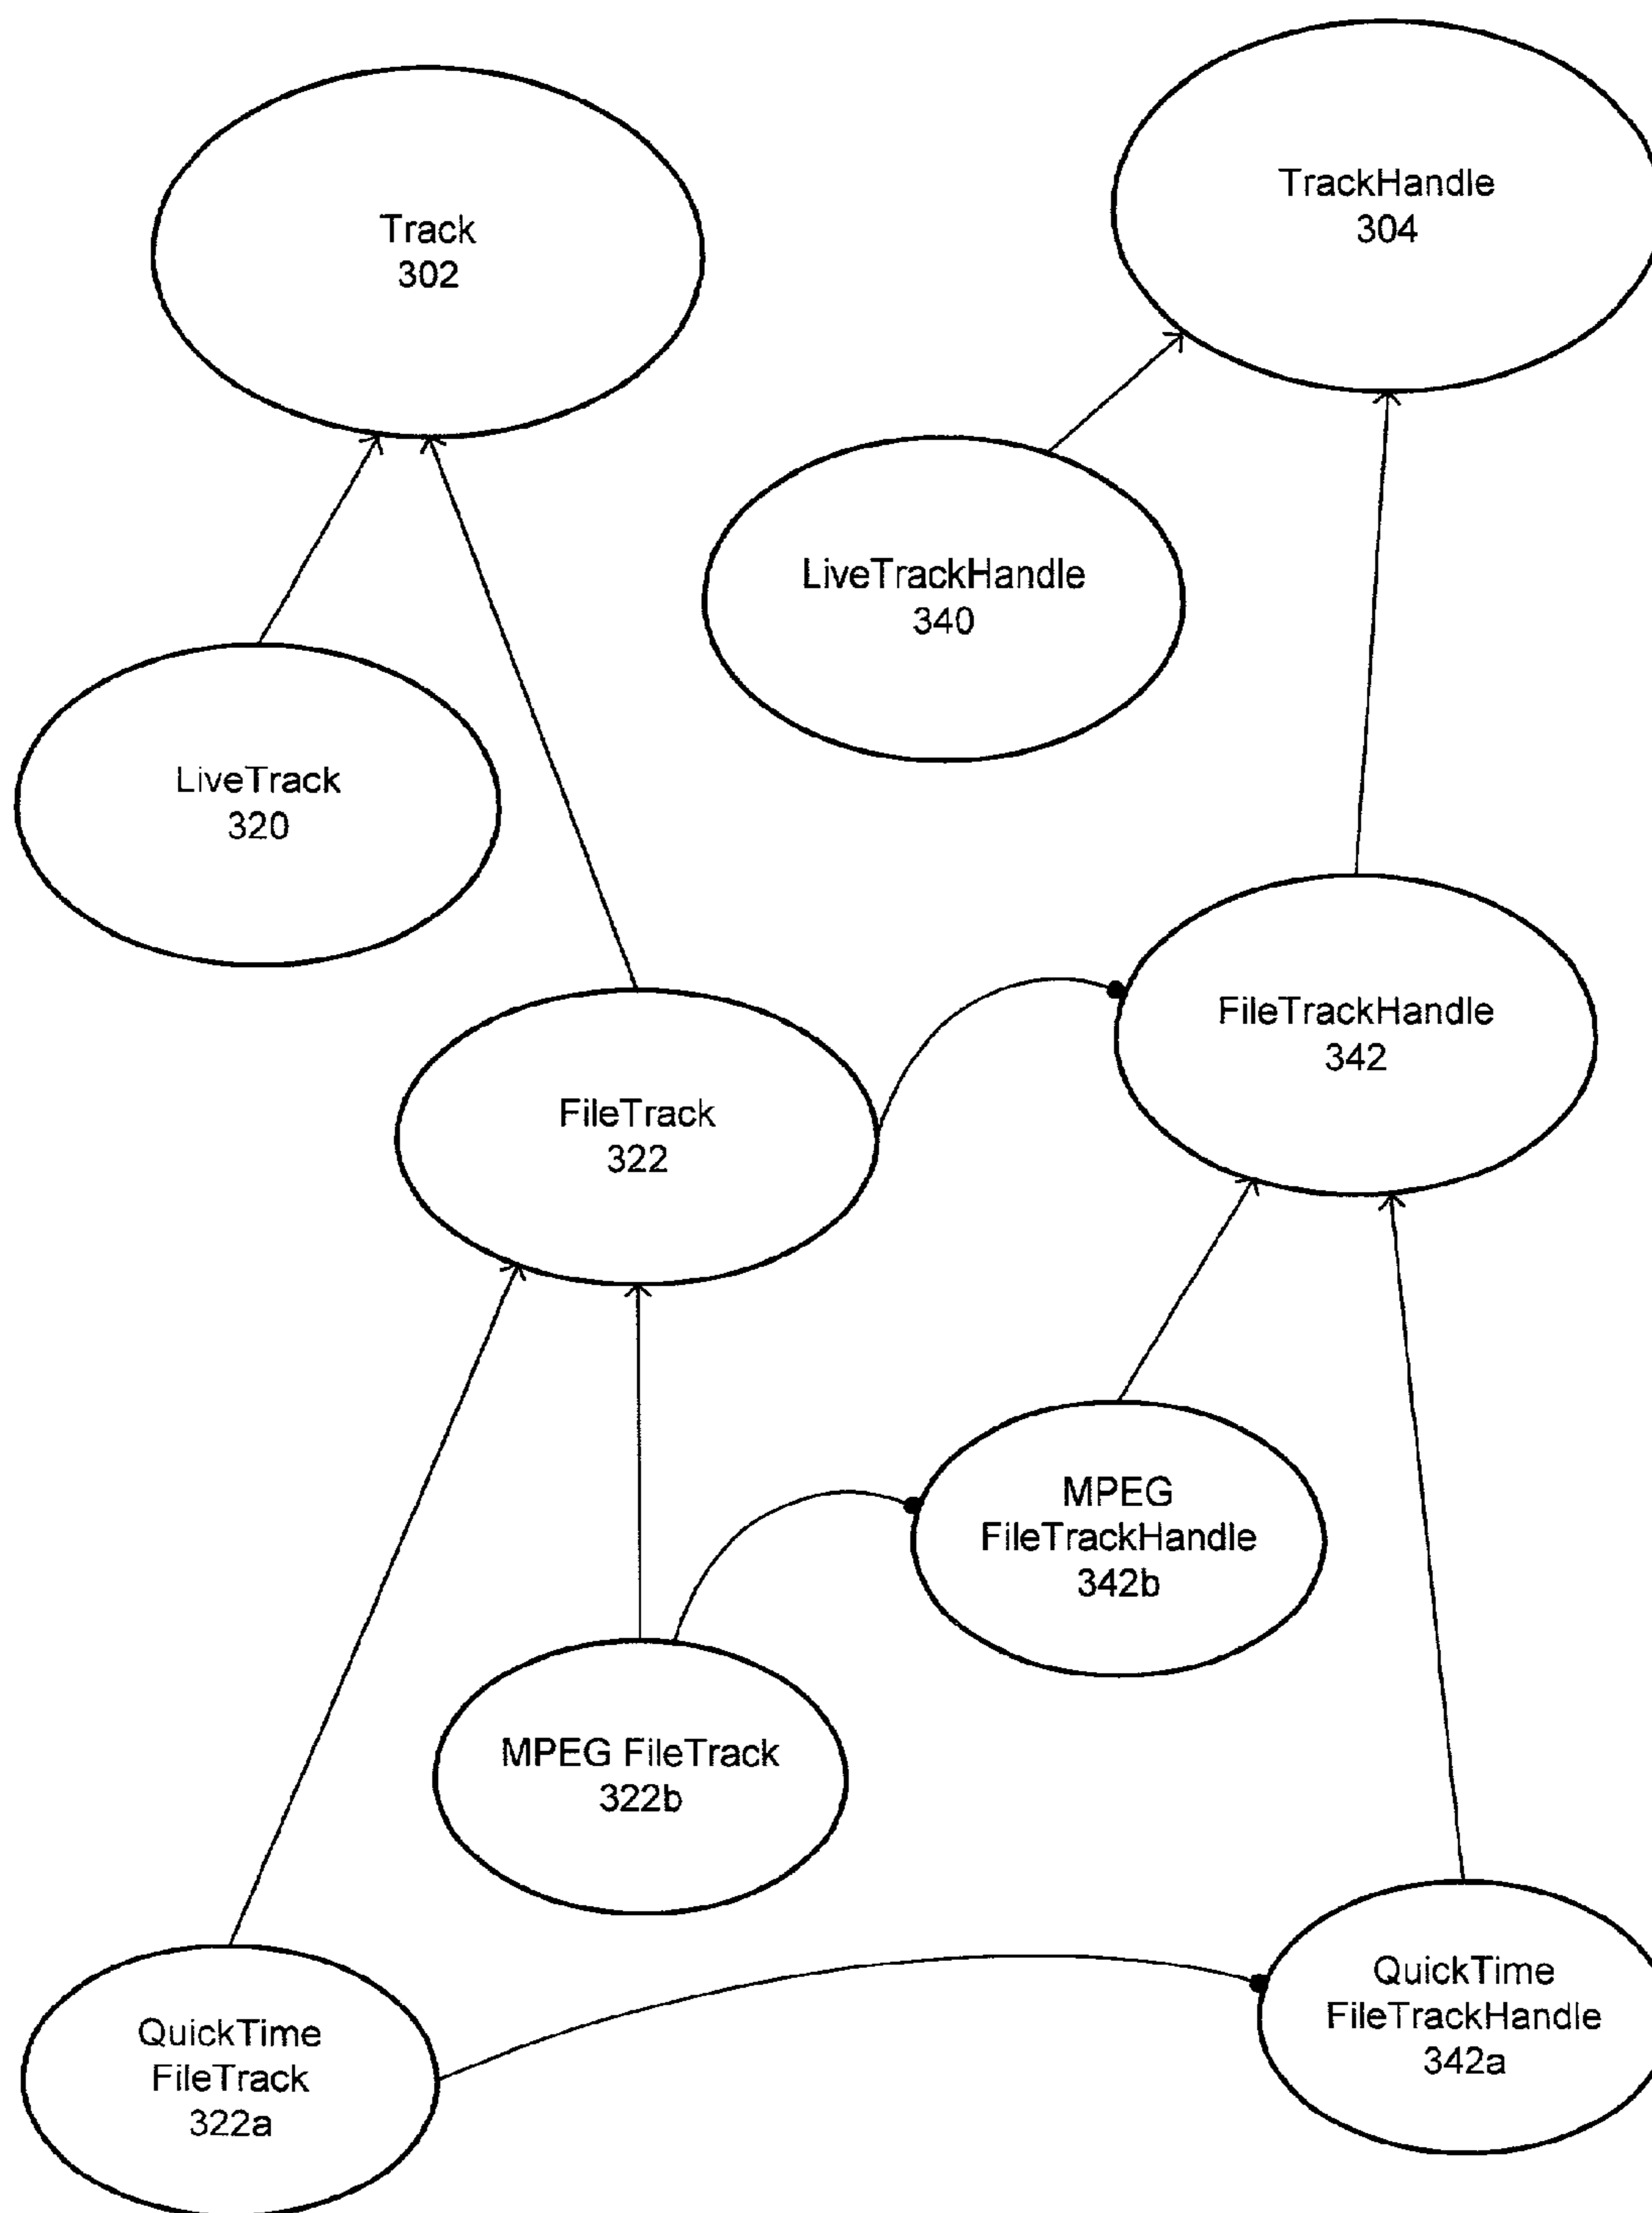 Track
302
TrackHandle
304
LiveTrackHandle
340
LiveTrack
320
FileTrackHandle
342
FileTrack
322
MPEG
FileTrackHandle
342b
MPEG FileTrack
322b
QuickTime
FileTrackHandle
342a
QuickTime
FileTrack
322a